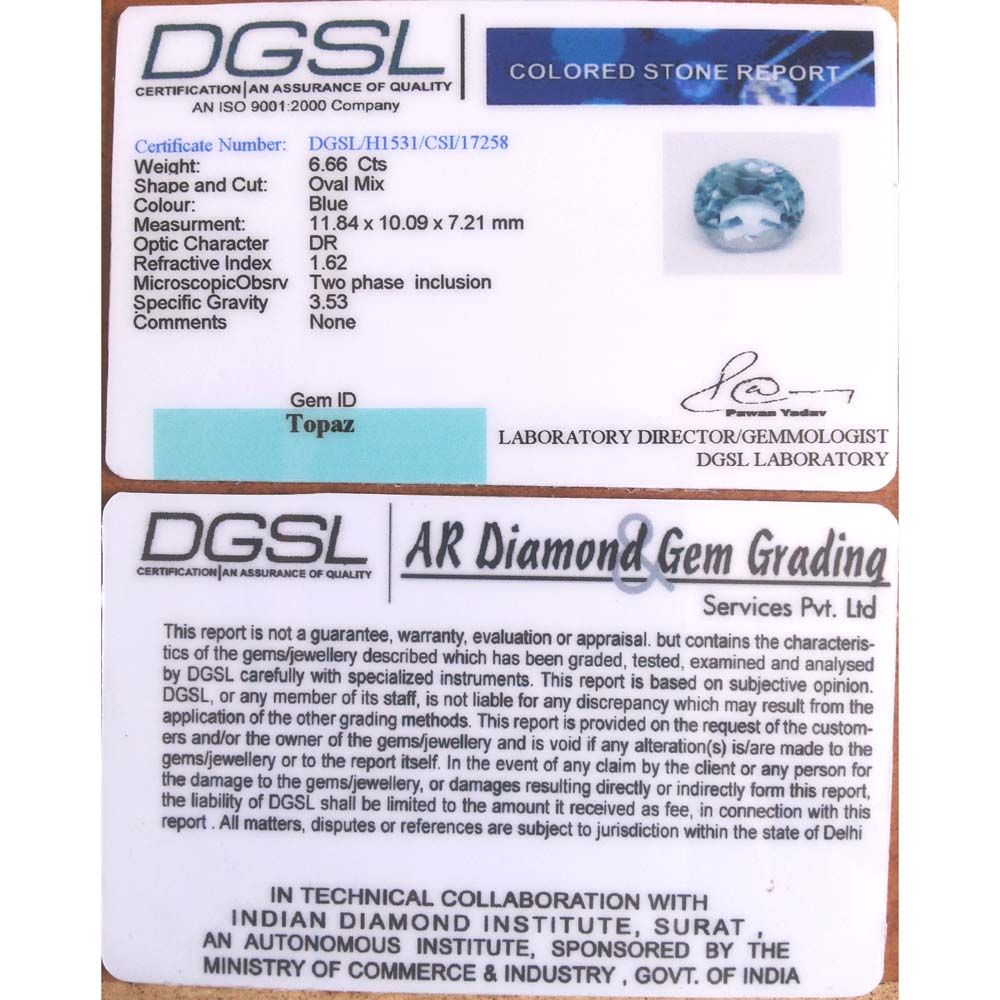 DGSL
CERTIFICATION|AN ASSURANCE OF QUALITY
AN ISO 9001:2000 Company
COLORED STONE REPORT
Certificate Number: DGSL/H1531/CSI/17258
Weight: 6.66 Cts
Shape and Cut: Oval Mix
Colour: Blue
Measurment: 11.84 x 10.09 x 7.21 mm
Optic Character DR
Refractive Index 1.62
MicroscopicObsrv Two phase inclusion
Specific Gravity 3.53
Comments None
Gem ID
Topaz
Pawan Yadav
LABORATORY DIRECTOR/GEMMOLOGIST
DGSL LABORATORY
DGSL
CERTIFICATION|AN ASSURANCE OF QUALITY
AR Diamond & Gem Grading
Services Pvt. Ltd
This report is not a guarantee, warranty, evaluation or appraisal. but contains the characteris-
tics of the gems/jewellery described which has been graded, tested, examined and analysed
by DGSL carefully with specialized instruments. This report is based on subjective opinion.
DGSL, or any member of its staff, is not liable for any discrepancy which may result from the
application of the other grading methods. This report is provided on the request of the custom-
ers and/or the owner of the gems/jewellery and is void if any alteration(s) is/are made to the
gems/jewellery or to the report itself. In the event of any claim by the client or any person for
the damage to the gems/jewellery, or damages resulting directly or indirectly form this report,
the liability of DGSL shall be limited to the amount it received as fee, in connection with this
report . All matters, disputes or references are subject to jurisdiction within the state of Delhi
IN TECHNICAL COLLABORATION WITH
INDIAN DIAMOND INSTITUTE, SURAT ,
AN AUTONOMOUS INSTITUTE, SPONSORED BY THE
MINISTRY OF COMMERCE & INDUSTRY , GOVT. OF INDIA